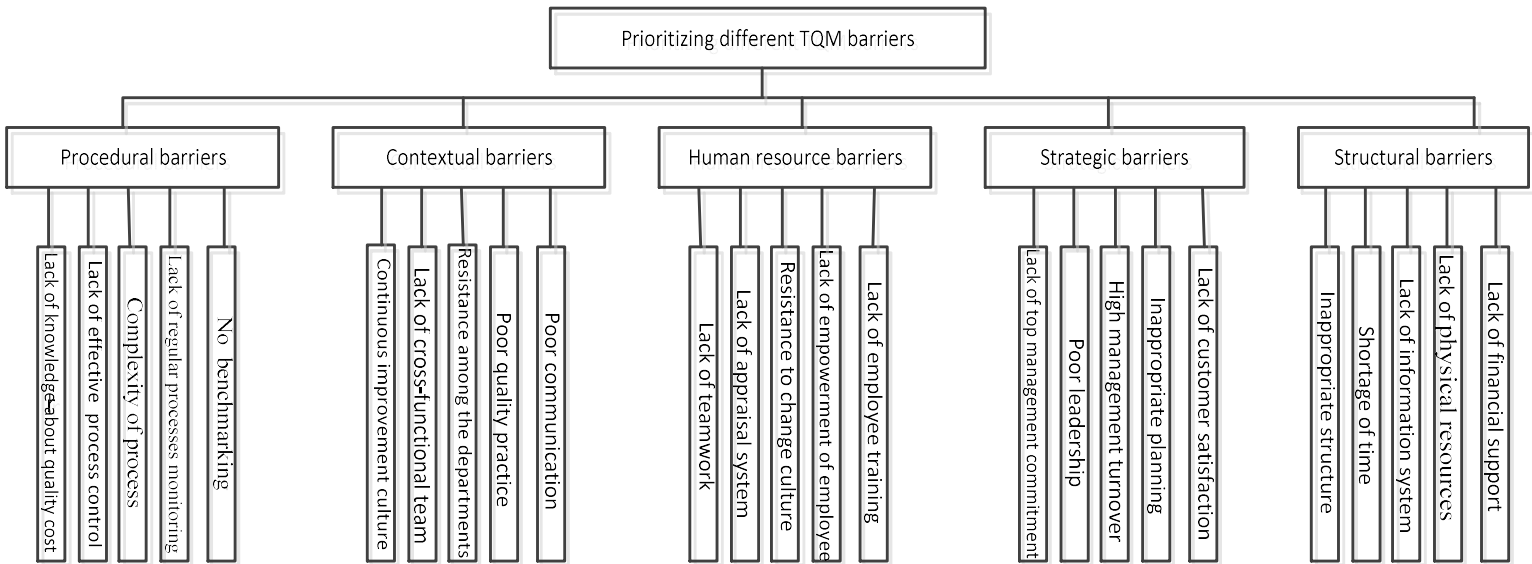 Prioritizing different TQM barriers
Procedural barriers
Contextual barriers
Human resource barriers
Strategic barriers
Structural barriers
Lack of knowledge about quality cost
Lack of effective process control
Complexity of process
Lack of regular processes monitoring
No benchmarking
Continuous improvement culture
Lack of cross-functional team
Resistance among the departments
Poor quality practice
Poor communication
Lack of teamwork
Lack of appraisal system
Resistance to change culture
Lack of empowerment of employee
Lack of employee training
Lack of top management commitment
Poor leadership
High management turnover
Inappropriate planning
Lack of customer satisfaction
Inappropriate structure
Shortage of time
Lack of information system
Lack of physical resources
Lack of financial support